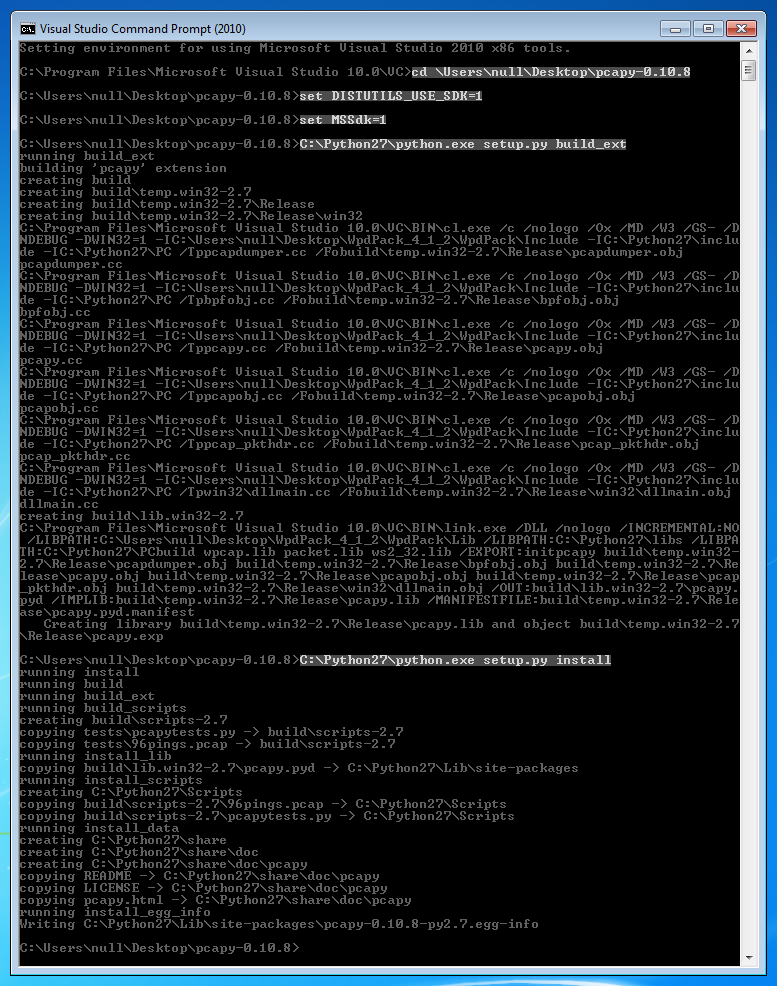 Visual Studio Command Prompt (2010)
Setting environment for using Microsoft Visual Studio 2010 x86 tools.
C:\Program Files\Microsoft Visual Studio 10.0\VC>cd \Users\null\Desktop\pcapy-0.10.8
C:\Users\null\Desktop\pcapy-0.10.8>set DISTUTILS_USE_SDK=1
C:\Users\null\Desktop\pcapy-0.10.8>set MSSdk=1
C:\Users\null\Desktop\pcapy-0.10.8>C:\Python27\python.exe setup.py build_ext
running build_ext
building 'pcapy' extension
creating build
creating build\temp.win32-2.7
creating build\temp.win32-2.7\Release
creating build\temp.win32-2.7\Release\win32
C:\Program Files\Microsoft Visual Studio 10.0\VC\BIN\cl.exe /c /nologo /Ox /MD /W3 /GS- /D
NDEBUG -DWIN32=1 -IC:\Users\null\Desktop\WpdPack_4_1_2\WpdPack\Include -IC:\Python27\inclu
de -IC:\Python27\PC /Tppcapdumper.cc /Fobuild\temp.win32-2.7\Release\pcapdumper.obj
pcapdumper.cc
C:\Program Files\Microsoft Visual Studio 10.0\VC\BIN\cl.exe /c /nologo /Ox /MD /W3 /GS- /D
NDEBUG -DWIN32=1 -IC:\Users\null\Desktop\WpdPack_4_1_2\WpdPack\Include -IC:\Python27\inclu
de -IC:\Python27\PC /Tpbpfobj.cc /Fobuild\temp.win32-2.7\Release\bpfobj.obj
bpfobj.cc
C:\Program Files\Microsoft Visual Studio 10.0\VC\BIN\cl.exe /c /nologo /Ox /MD /W3 /GS- /D
NDEBUG -DWIN32=1 -IC:\Users\null\Desktop\WpdPack_4_1_2\WpdPack\Include -IC:\Python27\inclu
de -IC:\Python27\PC /Tppcapy.cc /Fobuild\temp.win32-2.7\Release\pcapy.obj
pcapy.cc
C:\Program Files\Microsoft Visual Studio 10.0\VC\BIN\cl.exe /c /nologo /Ox /MD /W3 /GS- /D
NDEBUG -DWIN32=1 -IC:\Users\null\Desktop\WpdPack_4_1_2\WpdPack\Include -IC:\Python27\inclu
de -IC:\Python27\PC /Tppcapobj.cc /Fobuild\temp.win32-2.7\Release\pcapobj.obj
pcapobj.cc
C:\Program Files\Microsoft Visual Studio 10.0\VC\BIN\cl.exe /c /nologo /Ox /MD /W3 /GS- /D
NDEBUG -DWIN32=1 -IC:\Users\null\Desktop\WpdPack_4_1_2\WpdPack\Include -IC:\Python27\inclu
de -IC:\Python27\PC /Tppcap_pkthdr.cc /Fobuild\temp.win32-2.7\Release\pcap_pkthdr.obj
pcap_pkthdr.cc
C:\Program Files\Microsoft Visual Studio 10.0\VC\BIN\cl.exe /c /nologo /Ox /MD /W3 /GS- /D
NDEBUG -DWIN32=1 -IC:\Users\null\Desktop\WpdPack_4_1_2\WpdPack\Include -IC:\Python27\inclu
de -IC:\Python27\PC /Tpwin32\dllmain.cc /Fobuild\temp.win32-2.7\Release\win32\dllmain.obj
dllmain.cc
creating build\lib.win32-2.7
C:\Program Files\Microsoft Visual Studio 10.0\VC\BIN\link.exe /DLL /nologo /INCREMENTAL:NO
/LIBPATH:C:\Users\null\Desktop\WpdPack_4_1_2\WpdPack\Lib /LIBPATH:C:\Python27\libs /LIBPA
TH:C:\Python27\PCbuild wpcap.lib packet.lib ws2_32.lib /EXPORT:initpcapy build\temp.win32-
2.7\Release\pcapdumper.obj build\temp.win32-2.7\Release\bpfobj.obj build\temp.win32-2.7\Re
lease\pcapy.obj build\temp.win32-2.7\Release\pcapobj.obj build\temp.win32-2.7\Release\pcap
_pkthdr.obj build\temp.win32-2.7\Release\win32\dllmain.obj /OUT:build\lib.win32-2.7\pcapy.
pyd /IMPLIB:build\temp.win32-2.7\Release\pcapy.lib /MANIFESTFILE:build\temp.win32-2.7\Rele
ase\pcapy.pyd.manifest
Creating library build\temp.win32-2.7\Release\pcapy.lib and object build\temp.win32-2.7
\Release\pcapy.exp
C:\Users\null\Desktop\pcapy-0.10.8>C:\Python27\python.exe setup.py install
running install
running build
running build_ext
running build_scripts
creating build\scripts-2.7
copying tests\pcapytests.py -> build\scripts-2.7
copying tests\96pings.pcap -> build\scripts-2.7
running install_lib
copying build\lib.win32-2.7\pcapy.pyd -> C:\Python27\Lib\site-packages
running install_scripts
creating C:\Python27\Scripts
copying build\scripts-2.7\96pings.pcap -> C:\Python27\Scripts
copying build\scripts-2.7\pcapytests.py -> C:\Python27\Scripts
running install_data
creating C:\Python27\share
creating C:\Python27\share\doc
creating C:\Python27\share\doc\pcapy
copying README -> C:\Python27\share\doc\pcapy
copying LICENSE -> C:\Python27\share\doc\pcapy
copying pcapy.html -> C:\Python27\share\doc\pcapy
running install_egg_info
Writing C:\Python27\Lib\site-packages\pcapy-0.10.8-py2.7.egg-info
C:\Users\null\Desktop\pcapy-0.10.8>